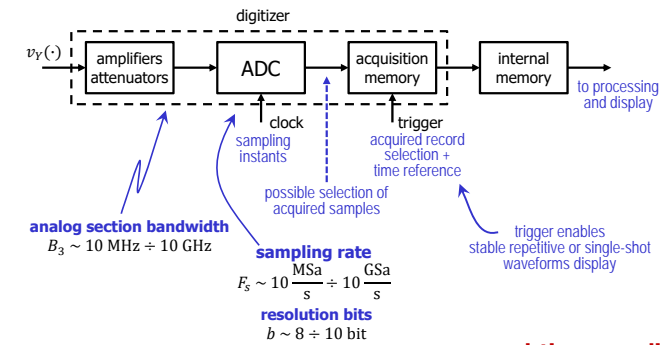 digitizer
v_Y(·)
amplifiers
attenuators
ADC
acquisition
memory
internal
memory
to processing
and display
clock
sampling
instants
trigger
acquired record
selection +
time reference
possible selection of
acquired samples
analog section bandwidth
B₃ ~ 10 MHz ÷ 10 GHz
sampling rate
F_s ~ 10 MSa/s ÷ 10 GSa/s
resolution bits
b ~ 8 ÷ 10 bit
trigger enables
stable repetitive or single-shot
waveforms display